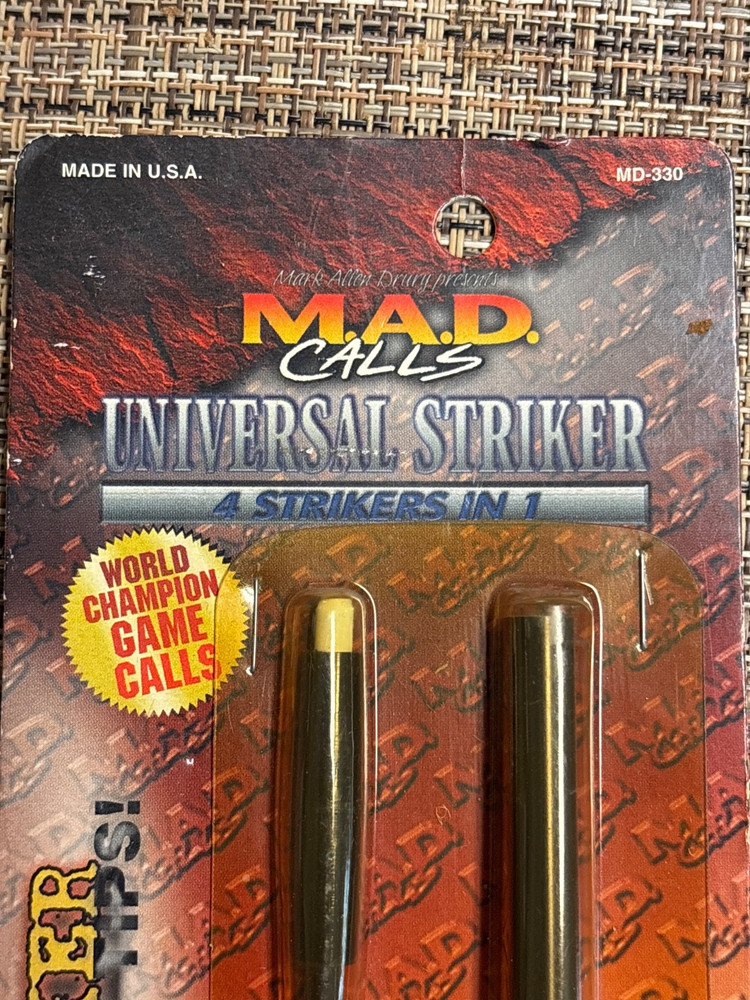 MADE IN U.S.A.
MD-330
Mark Allen Drury presents
M.A.D.
CALLS
UNIVERSAL STRIKER
4 STRIKERS IN 1
WORLD
CHAMPION
GAME
CALLS
TIPS!